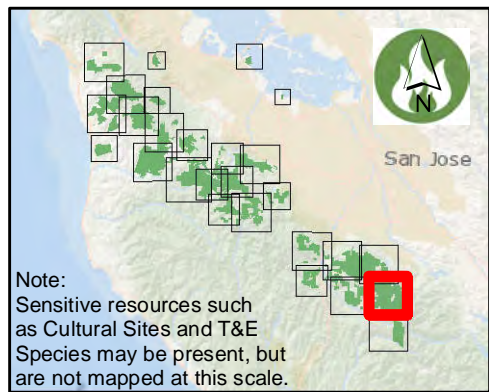 N
San Jose
Note:
Sensitive resources such
as Cultural Sites and T&E
Species may be present, but
are not mapped at this scale.